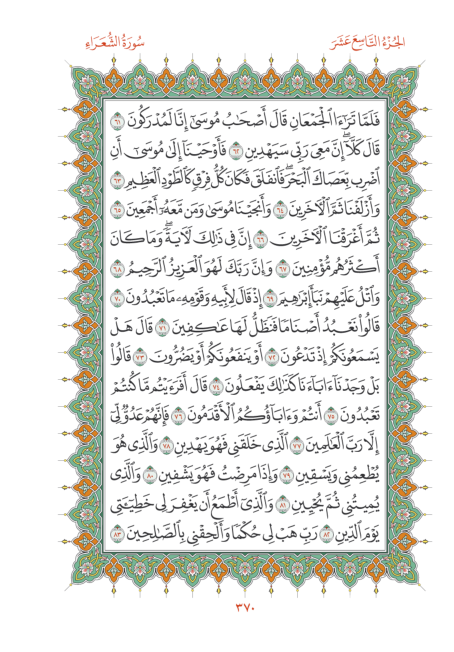 الجُزْءُ التَّاسِعَ عَشَرَ
سُورَةُ الشُّعَرَاءِ
فَلَمَّا تَرَٰٓءَا ٱلْجَمْعَانِ قَالَ أَصْحَٰبُ مُوسَىٰٓ إِنَّا لَمُدْرَكُونَ ٦١
قَالَ كَلَّآ إِنَّ مَعِىَ رَبِّى سَيَهْدِينِ ٦٢ فَأَوْحَيْنَآ إِلَىٰ مُوسَىٰٓ أَنِ
ٱضْرِب بِّعَصَاكَ ٱلْبَحْرَ فَٱنفَلَقَ فَكَانَ كُلُّ فِرْقٍ كَٱلطَّوْدِ ٱلْعَظِيمِ ٦٣
وَأَزْلَفْنَا ثَمَّ ٱلْءَاخَرِينَ ٦٤ وَأَنجَيْنَا مُوسَىٰ وَمَن مَّعَهُۥٓ أَجْمَعِينَ ٦٥
ثُمَّ أَغْرَقْنَا ٱلْءَاخَرِينَ ٦٦ إِنَّ فِى ذَٰلِكَ لَءَايَةً وَمَا كَانَ
أَكْثَرُهُم مُّؤْمِنِينَ ٦٧ وَإِنَّ رَبَّكَ لَهُوَ ٱلْعَزِيزُ ٱلرَّحِيمُ ٦٨
وَٱتْلُ عَلَيْهِمْ نَبَأَ إِبْرَٰهِيمَ ٦٩ إِذْ قَالَ لِأَبِيهِ وَقَوْمِهِۦ مَا تَعْبُدُونَ ٧٠
قَالُوا۟ نَعْبُدُ أَصْنَامًا فَنَظَلُّ لَهَا عَٰكِفِينَ ٧١ قَالَ هَلْ
يَسْمَعُونَكُمْ إِذْ تَدْعُونَ ٧٢ أَوْ يَنفَعُونَكُمْ أَوْ يَضُرُّونَ ٧٣ قَالُوا۟
بَلْ وَجَدْنَآ ءَابَآءَنَا كَذَٰلِكَ يَفْعَلُونَ ٧٤ قَالَ أَفَرَءَيْتُم مَّا كُنتُمْ
تَعْبُدُونَ ٧٥ أَنتُمْ وَءَابَآؤُكُمُ ٱلْأَقْدَمُونَ ٧٦ فَإِنَّهُمْ عَدُوٌّ لِّىٓ
إِلَّا رَبَّ ٱلْعَٰلَمِينَ ٧٧ ٱلَّذِى خَلَقَنِى فَهُوَ يَهْدِينِ ٧٨ وَٱلَّذِى هُوَ
يُطْعِمُنِى وَيَسْقِينِ ٧٩ وَإِذَا مَرِضْتُ فَهُوَ يَشْفِينِ ٨٠ وَٱلَّذِى
يُمِيتُنِى ثُمَّ يُحْيِينِ ٨١ وَٱلَّذِىٓ أَطْمَعُ أَن يَغْفِرَ لِى خَطِيٓـَٔتِى
يَوْمَ ٱلدِّينِ ٨٢ رَبِّ هَبْ لِى حُكْمًا وَأَلْحِقْنِى بِٱلصَّٰلِحِينَ ٨٣
٣٧٠